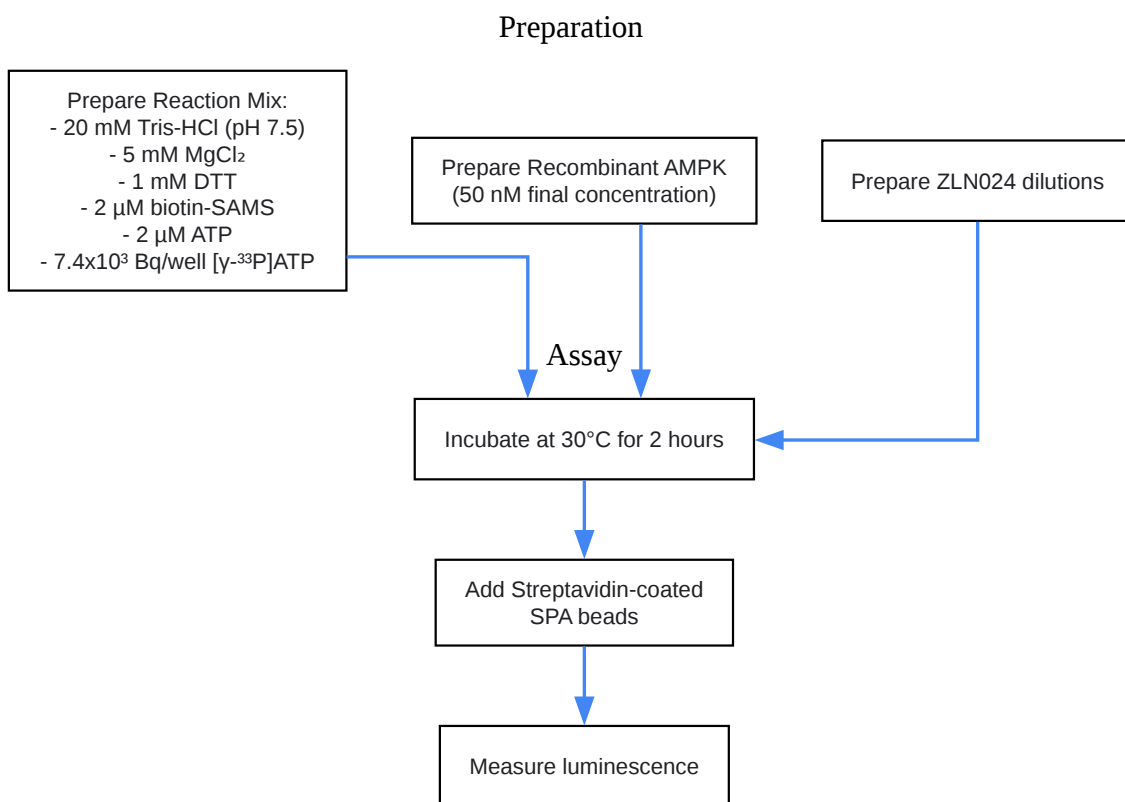 Preparation
Prepare Reaction Mix:
- 20 mM Tris-HCl (pH 7.5)
- 5 mM MgCl₂
- 1 mM DTT
- 2 µM biotin-SAMS
- 2 µM ATP
- 7.4x10³ Bq/well [γ-³³P]ATP
Prepare Recombinant AMPK
(50 nM final concentration)
Prepare ZLN024 dilutions
Assay
Incubate at 30°C for 2 hours
Add Streptavidin-coated
SPA beads
Measure luminescence